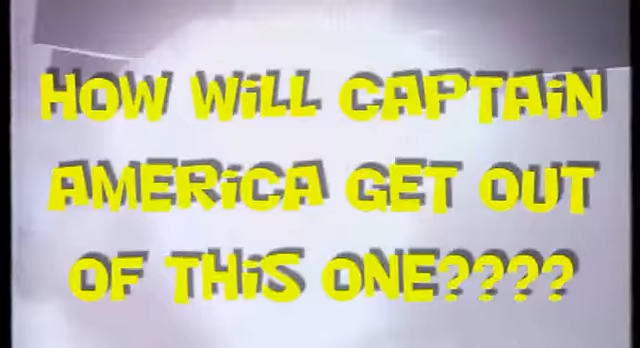 HOW WiLL CAPTAiN
AMERiCA GET OUT
OF THiS ONE????